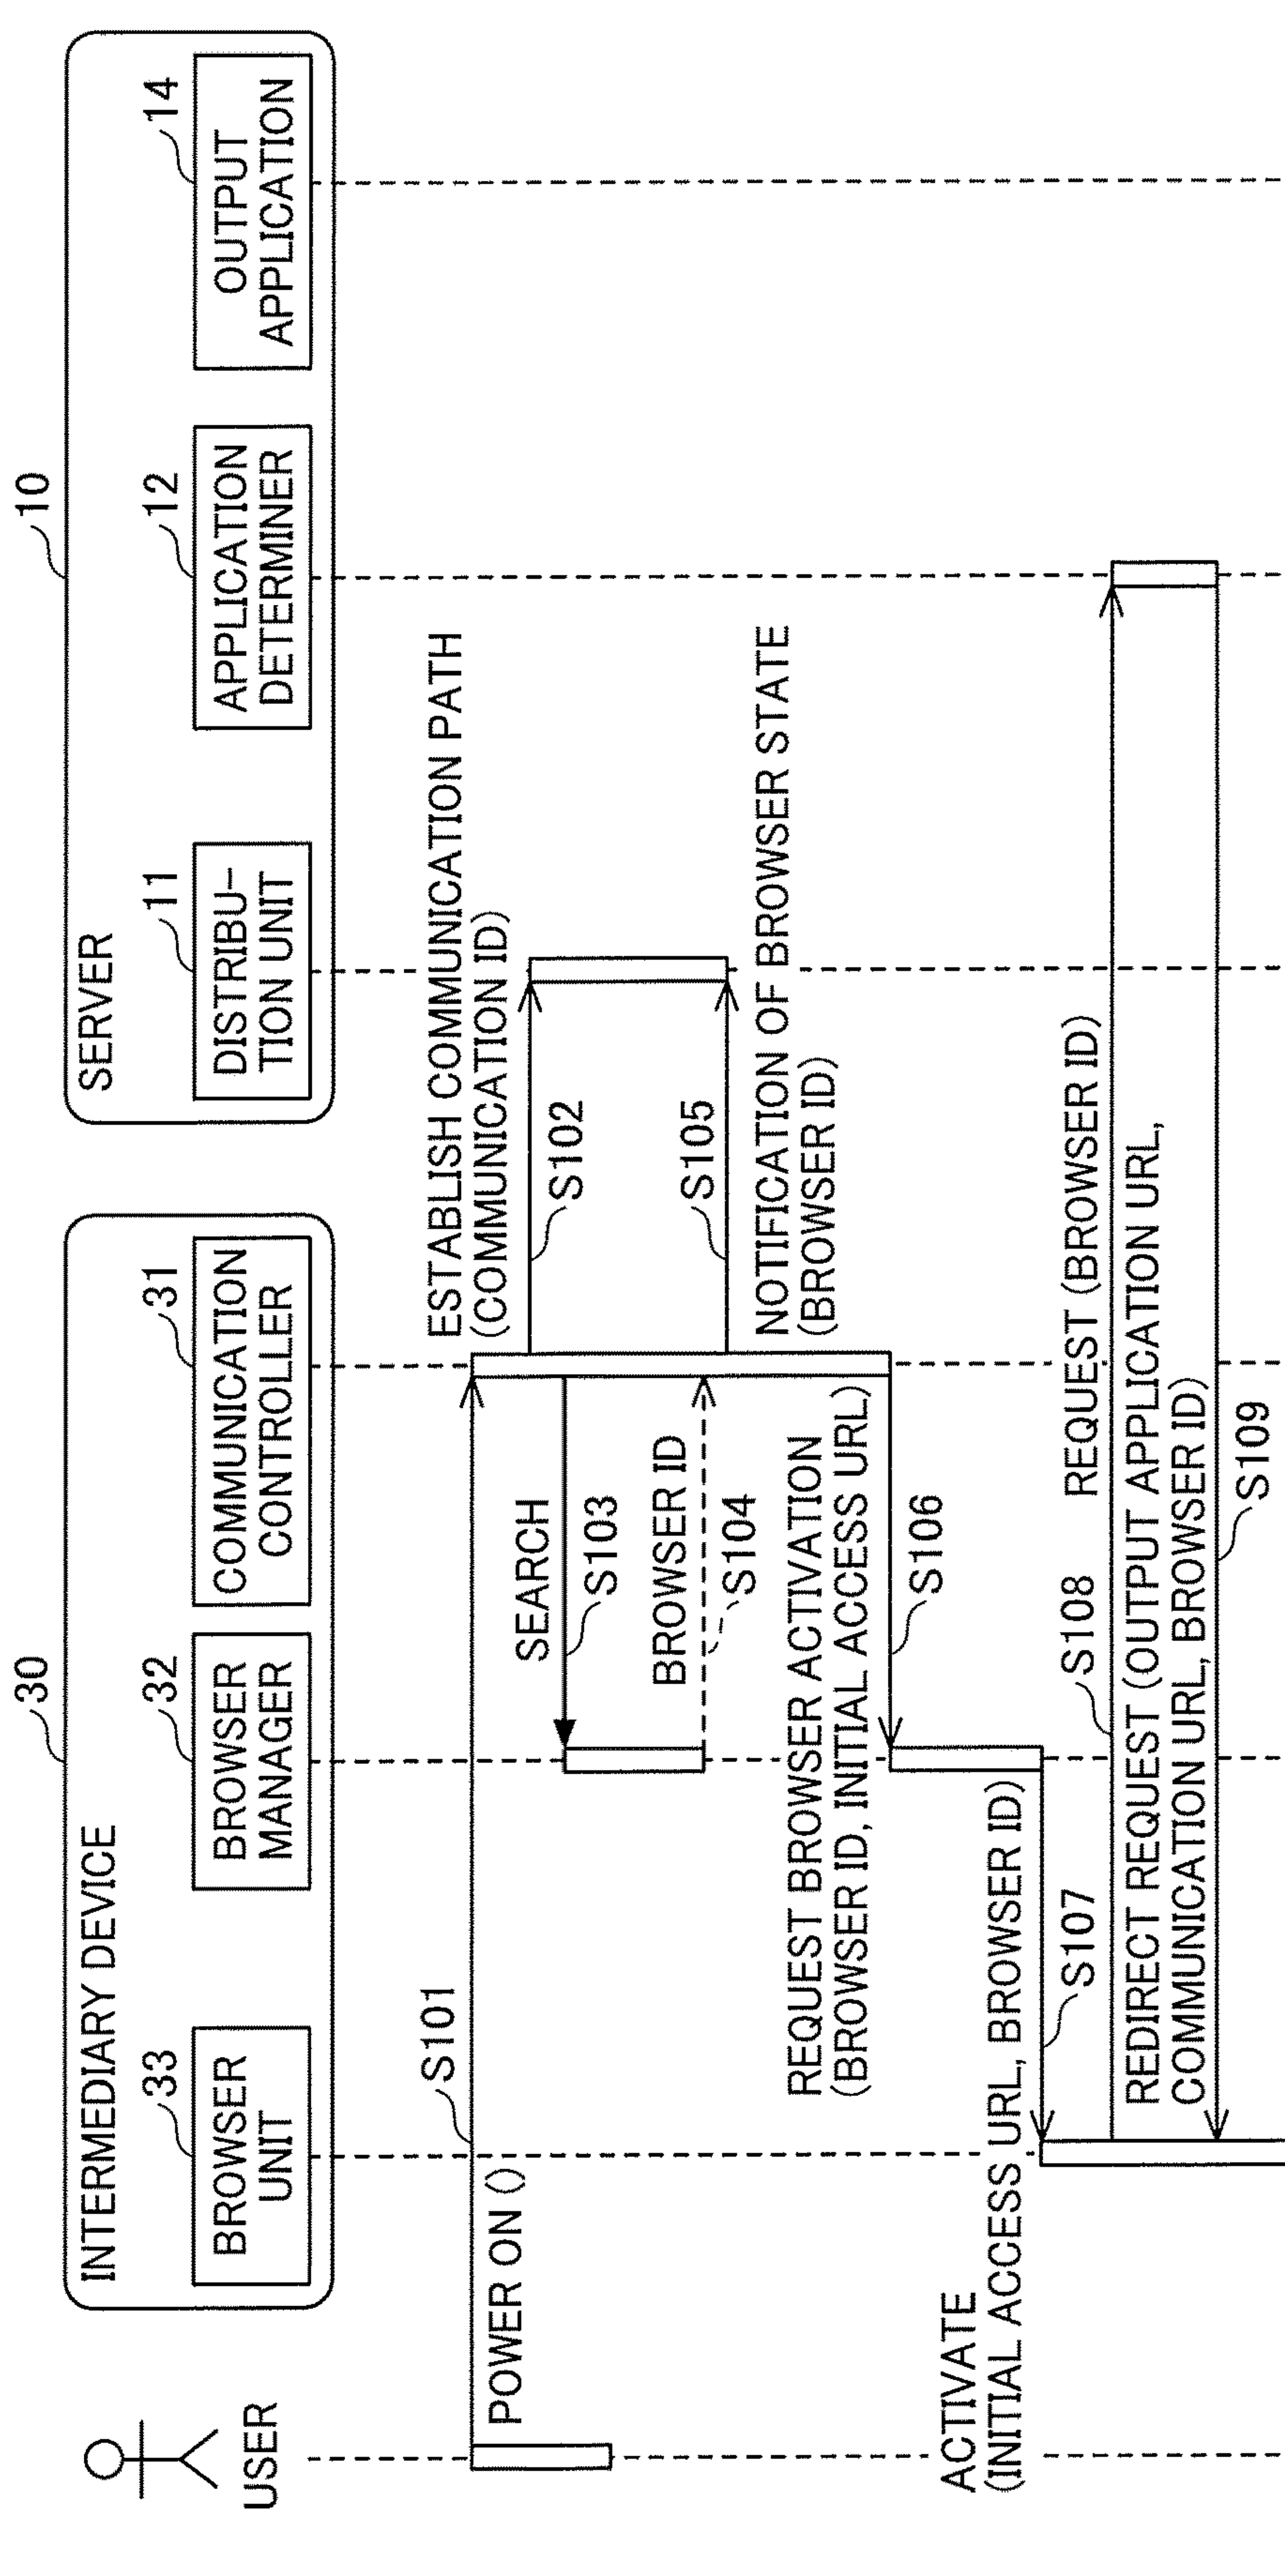 USER
INTERMEDIARY DEVICE
30
BROWSER
UNIT
33
BROWSER
MANAGER
32
COMMUNICATION
CONTROLLER
31
SERVER
10
DISTRIBU-
TION UNIT
11
APPLICATION
DETERMINER
12
OUTPUT
APPLICATION
14
S101
POWER ON ()
ESTABLISH COMMUNICATION PATH
(COMMUNICATION ID)
S102
SEARCH
S103
BROWSER ID
S104
S105
NOTIFICATION OF BROWSER STATE
(BROWSER ID)
REQUEST BROWSER ACTIVATION
(BROWSER ID, INITIAL ACCESS URL)
S106
ACTIVATE
(INITIAL ACCESS URL, BROWSER ID)
S107
S108
REQUEST (BROWSER ID)
REDIRECT REQUEST (OUTPUT APPLICATION URL,
COMMUNICATION URL, BROWSER ID)
S109